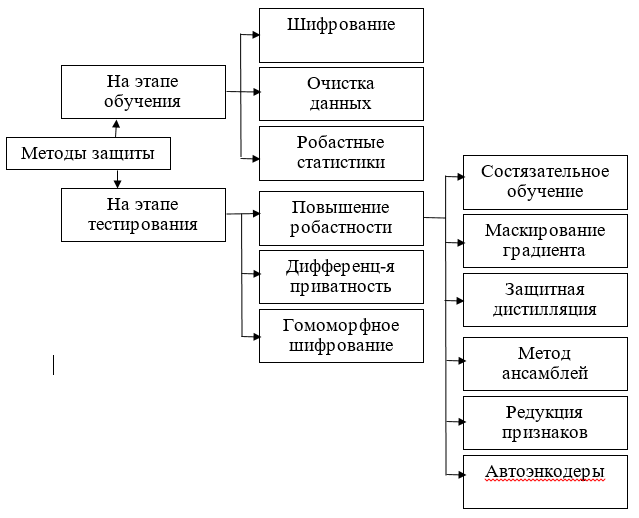 Методы защиты
На этапе
обучения
Шифрование
Очистка
данных
Робастные
статистики
На этапе
тестирования
Повышение
робастности
Дифференц-я
приватность
Гомоморфное
шифрование
Состязательное
обучение
Маскирование
градиента
Защитная
дистилляция
Метод
ансамблей
Редукция
признаков
Автоэнкодеры